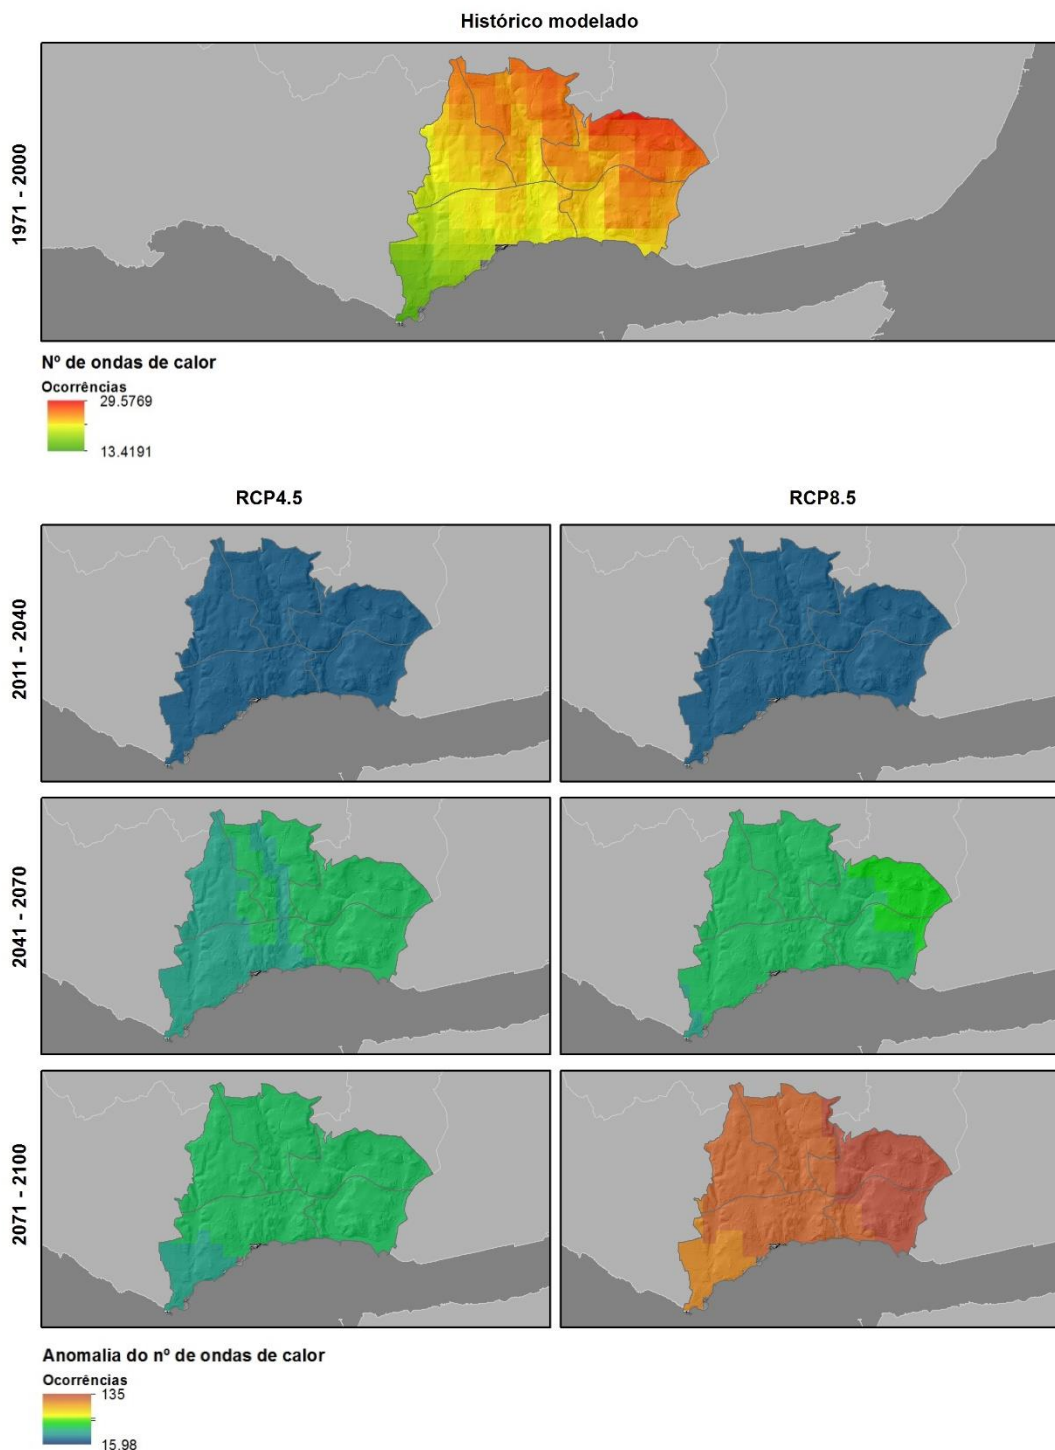 Histórico modelado
1971 - 2000
Nº de ondas de calor
Ocorrências
29.5769
13.4191
RCP4.5
RCP8.5
2011 - 2040
2041 - 2070
2071 - 2100
Anomalia do nº de ondas de calor
Ocorrências
135
15.98